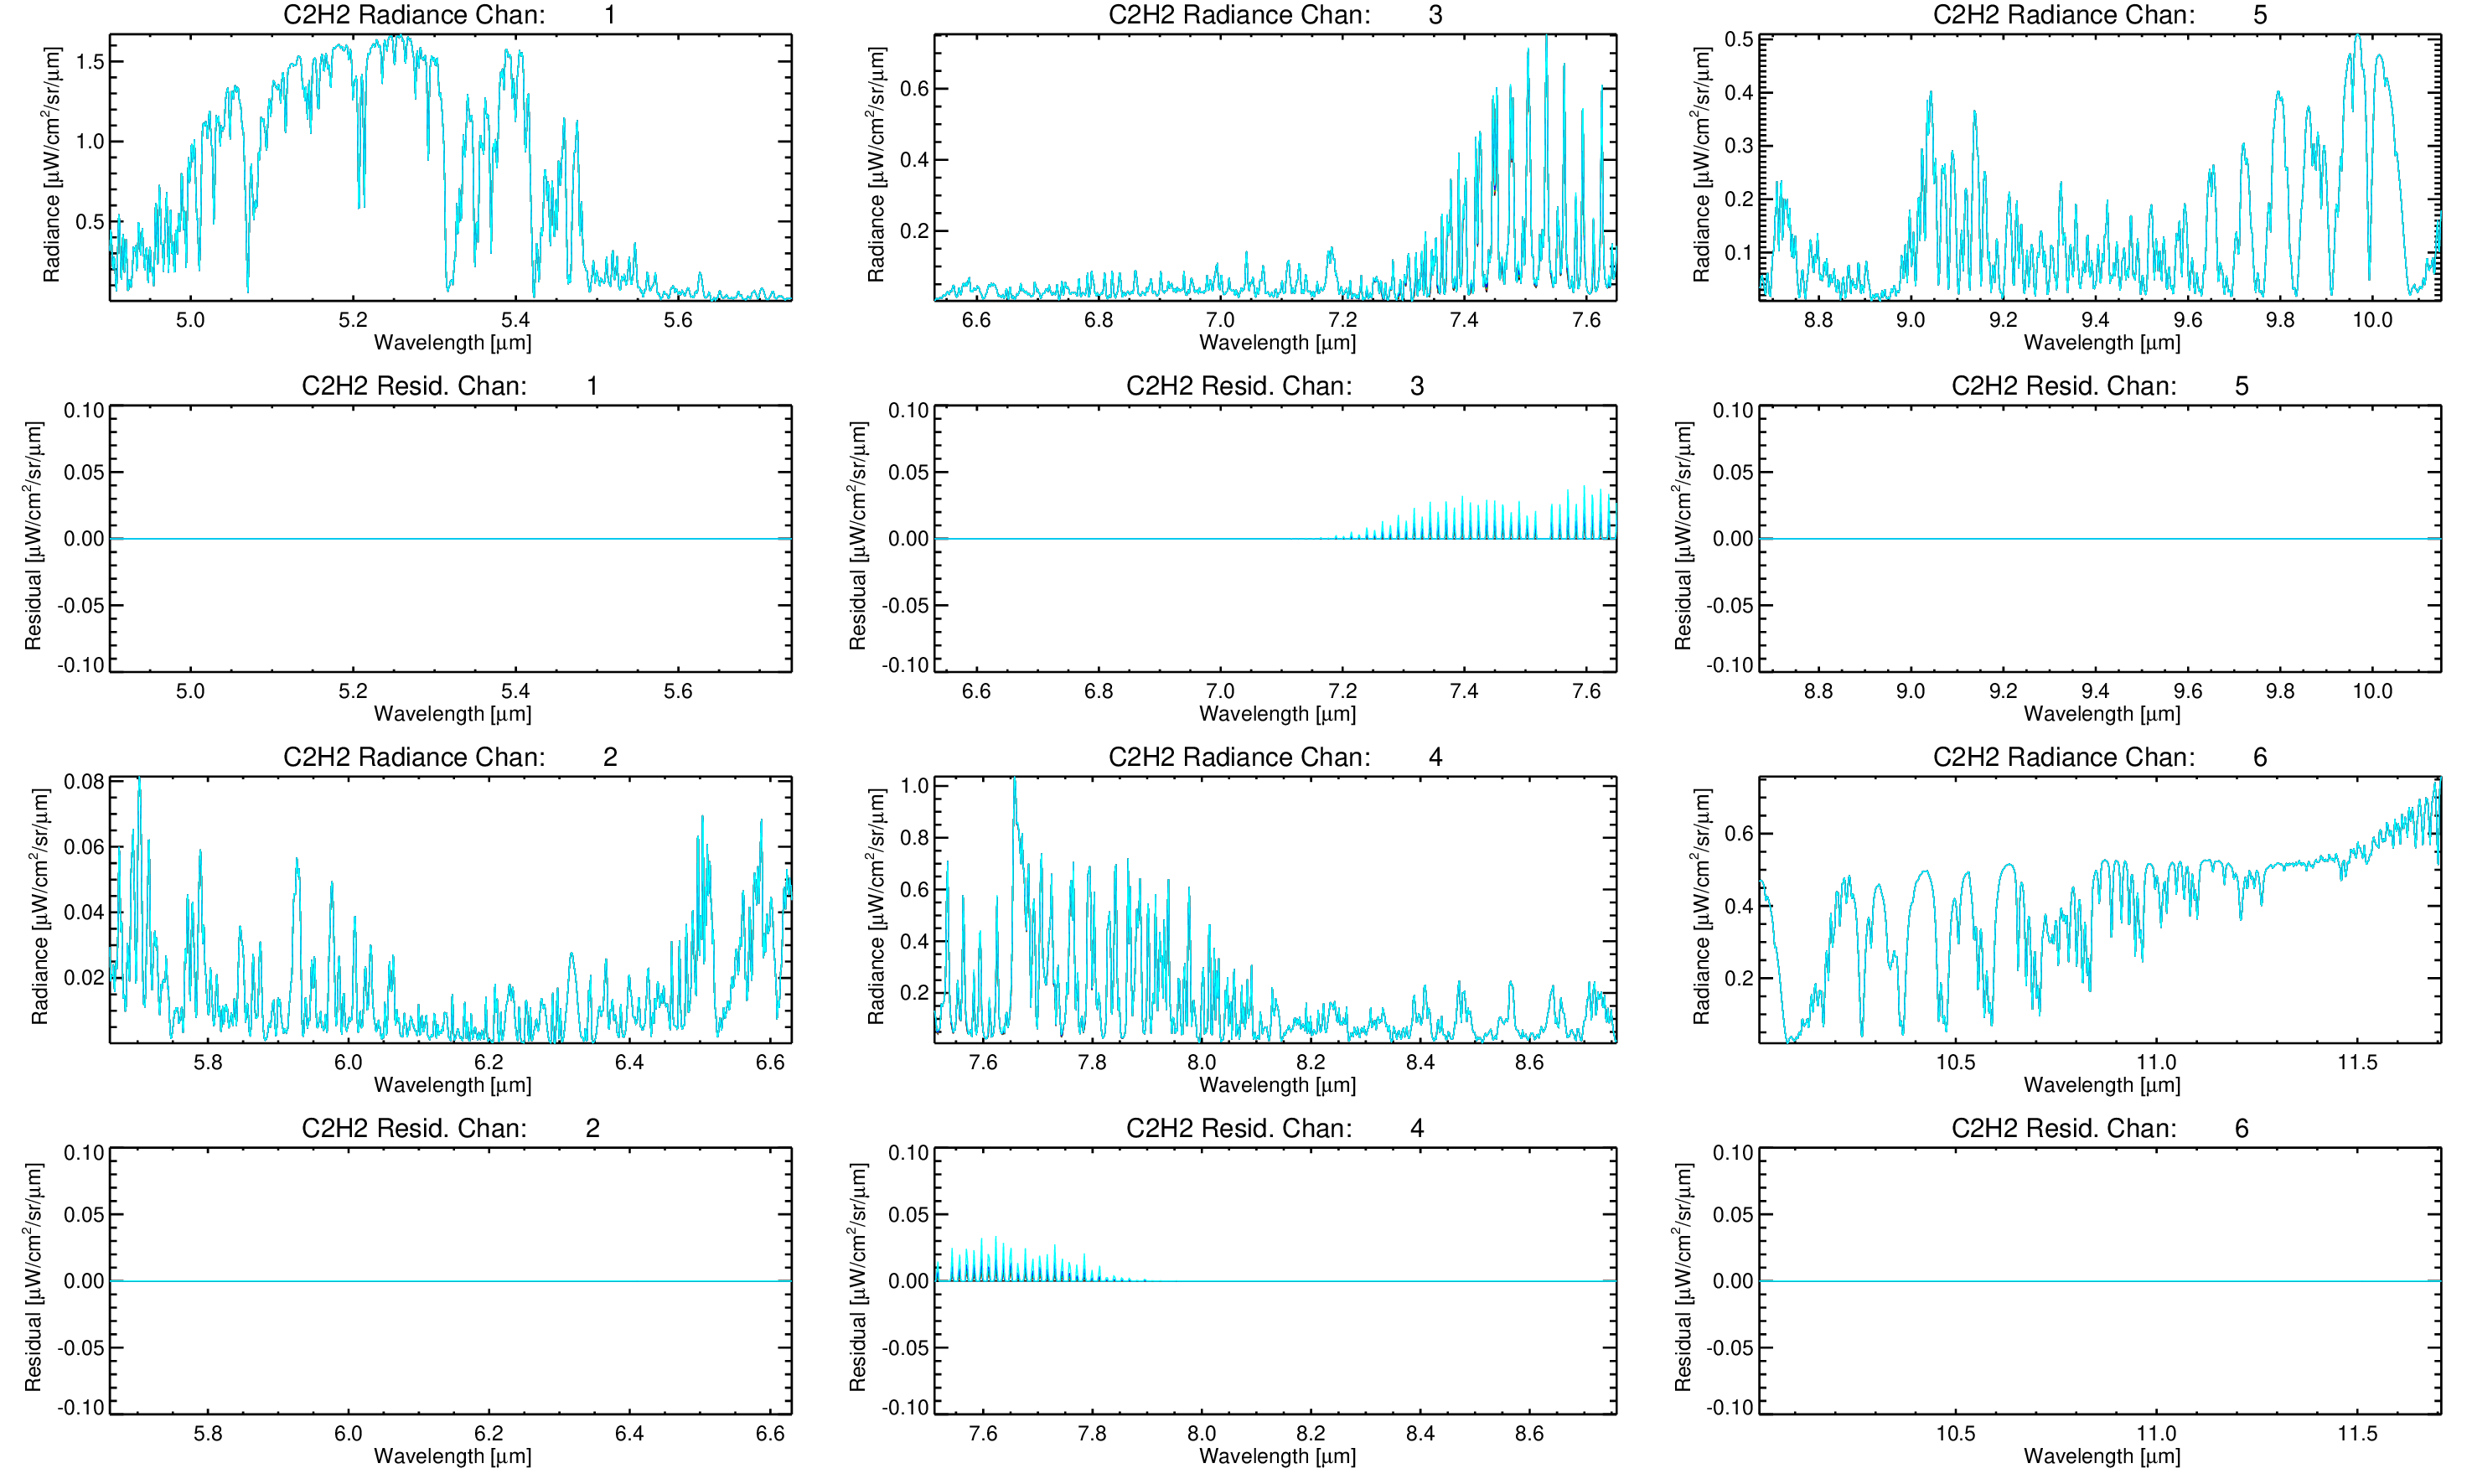 C2H2 Radiance Chan: 1
C2H2 Radiance Chan: 3
C2H2 Radiance Chan: 5
Radiance [μW/cm²/sr/μm]
1.5
1.0
0.5
5.0 5.2 5.4 5.6
Wavelength [μm]
Radiance [μW/cm²/sr/μm]
0.6
0.4
0.2
6.6 6.8 7.0 7.2 7.4 7.6
Wavelength [μm]
Radiance [μW/cm²/sr/μm]
0.5
0.4
0.3
0.2
0.1
8.8 9.0 9.2 9.4 9.6 9.8 10.0
Wavelength [μm]
C2H2 Resid. Chan: 1
C2H2 Resid. Chan: 3
C2H2 Resid. Chan: 5
Residual [μW/cm²/sr/μm]
0.10
0.05
0.00
-0.05
-0.10
5.0 5.2 5.4 5.6
Wavelength [μm]
Residual [μW/cm²/sr/μm]
0.10
0.05
0.00
-0.05
-0.10
6.6 6.8 7.0 7.2 7.4 7.6
Wavelength [μm]
Residual [μW/cm²/sr/μm]
0.10
0.05
0.00
-0.05
-0.10
8.8 9.0 9.2 9.4 9.6 9.8 10.0
Wavelength [μm]
C2H2 Radiance Chan: 2
C2H2 Radiance Chan: 4
C2H2 Radiance Chan: 6
Radiance [μW/cm²/sr/μm]
0.08
0.06
0.04
0.02
5.8 6.0 6.2 6.4 6.6
Wavelength [μm]
Radiance [μW/cm²/sr/μm]
1.0
0.8
0.6
0.4
0.2
7.6 7.8 8.0 8.2 8.4 8.6
Wavelength [μm]
Radiance [μW/cm²/sr/μm]
0.6
0.4
0.2
10.5 11.0 11.5
Wavelength [μm]
C2H2 Resid. Chan: 2
C2H2 Resid. Chan: 4
C2H2 Resid. Chan: 6
Residual [μW/cm²/sr/μm]
0.10
0.05
0.00
-0.05
-0.10
5.8 6.0 6.2 6.4 6.6
Wavelength [μm]
Residual [μW/cm²/sr/μm]
0.10
0.05
0.00
-0.05
-0.10
7.6 7.8 8.0 8.2 8.4 8.6
Wavelength [μm]
Residual [μW/cm²/sr/μm]
0.10
0.05
0.00
-0.05
-0.10
10.5 11.0 11.5
Wavelength [μm]